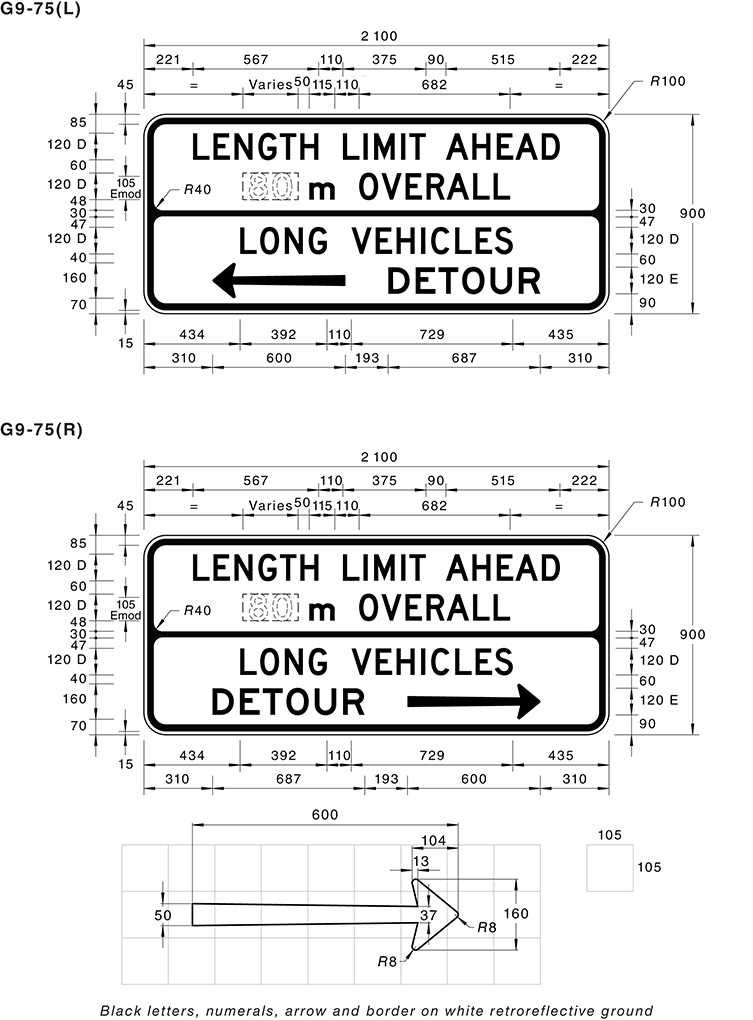 G9-75(L)
2 100
221 567 110 375 90 515 222
45 = Varies 50 115 110 682 =
R100
85
120 D
60
120 D
48
30
47
120 D
40
160
70
105
Emod
R40
LENGTH LIMIT AHEAD
80 m OVERALL
LONG VEHICLES
DETOUR
30
47
120 D
60
120 E
90
900
15
434 392 110 729 435
310 600 193 687 310
G9-75(R)
2 100
221 567 110 375 90 515 222
45 = Varies 50 115 110 682 =
R100
85
120 D
60
120 D
48
30
47
120 D
40
160
70
105
Emod
R40
LENGTH LIMIT AHEAD
80 m OVERALL
LONG VEHICLES
DETOUR
30
47
120 D
60
120 E
90
900
15
434 392 110 729 435
310 687 193 600 310
600
104
13
50
37
160
R8
R8
105
105
Black letters, numerals, arrow and border on white retroreflective ground